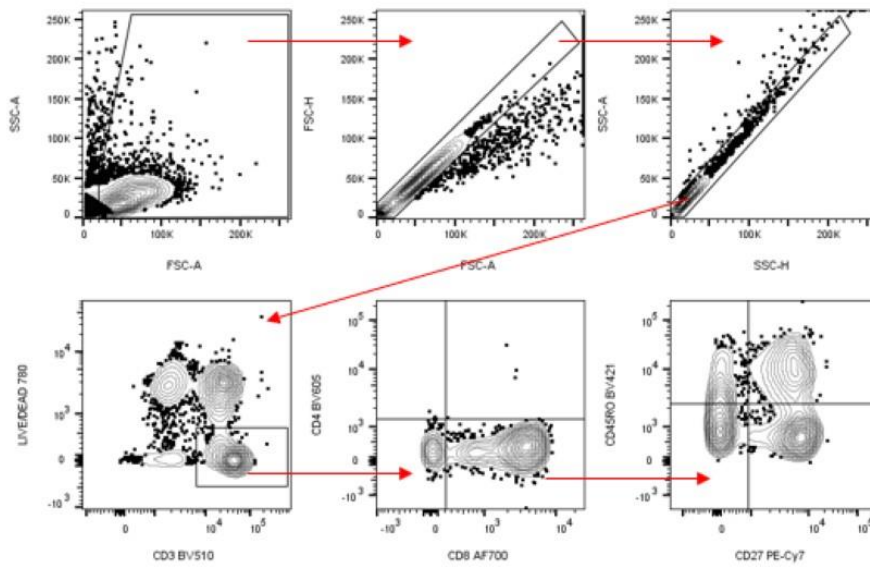 SSC-A
250K
200K
150K
100K
50K
0
0 100K 200K
FSC-A
FSC-H
250K
200K
150K
100K
50K
0
0 100K 200K
FSC-A
SSC-A
250K
200K
150K
100K
50K
0
0 100K 200K
SSC-H
LIVE/DEAD 780
10^4
10^3
0
-10^3
0 10^4 10^5
CD3 BV510
CD4 BV605
10^5
10^4
10^3
0
-10^3
-10^3 0 10^3 10^4
CD8 AF700
CD45RO BV421
10^5
10^4
10^3
0
-10^3
0 10^3 10^4
CD27 PE-Cy7